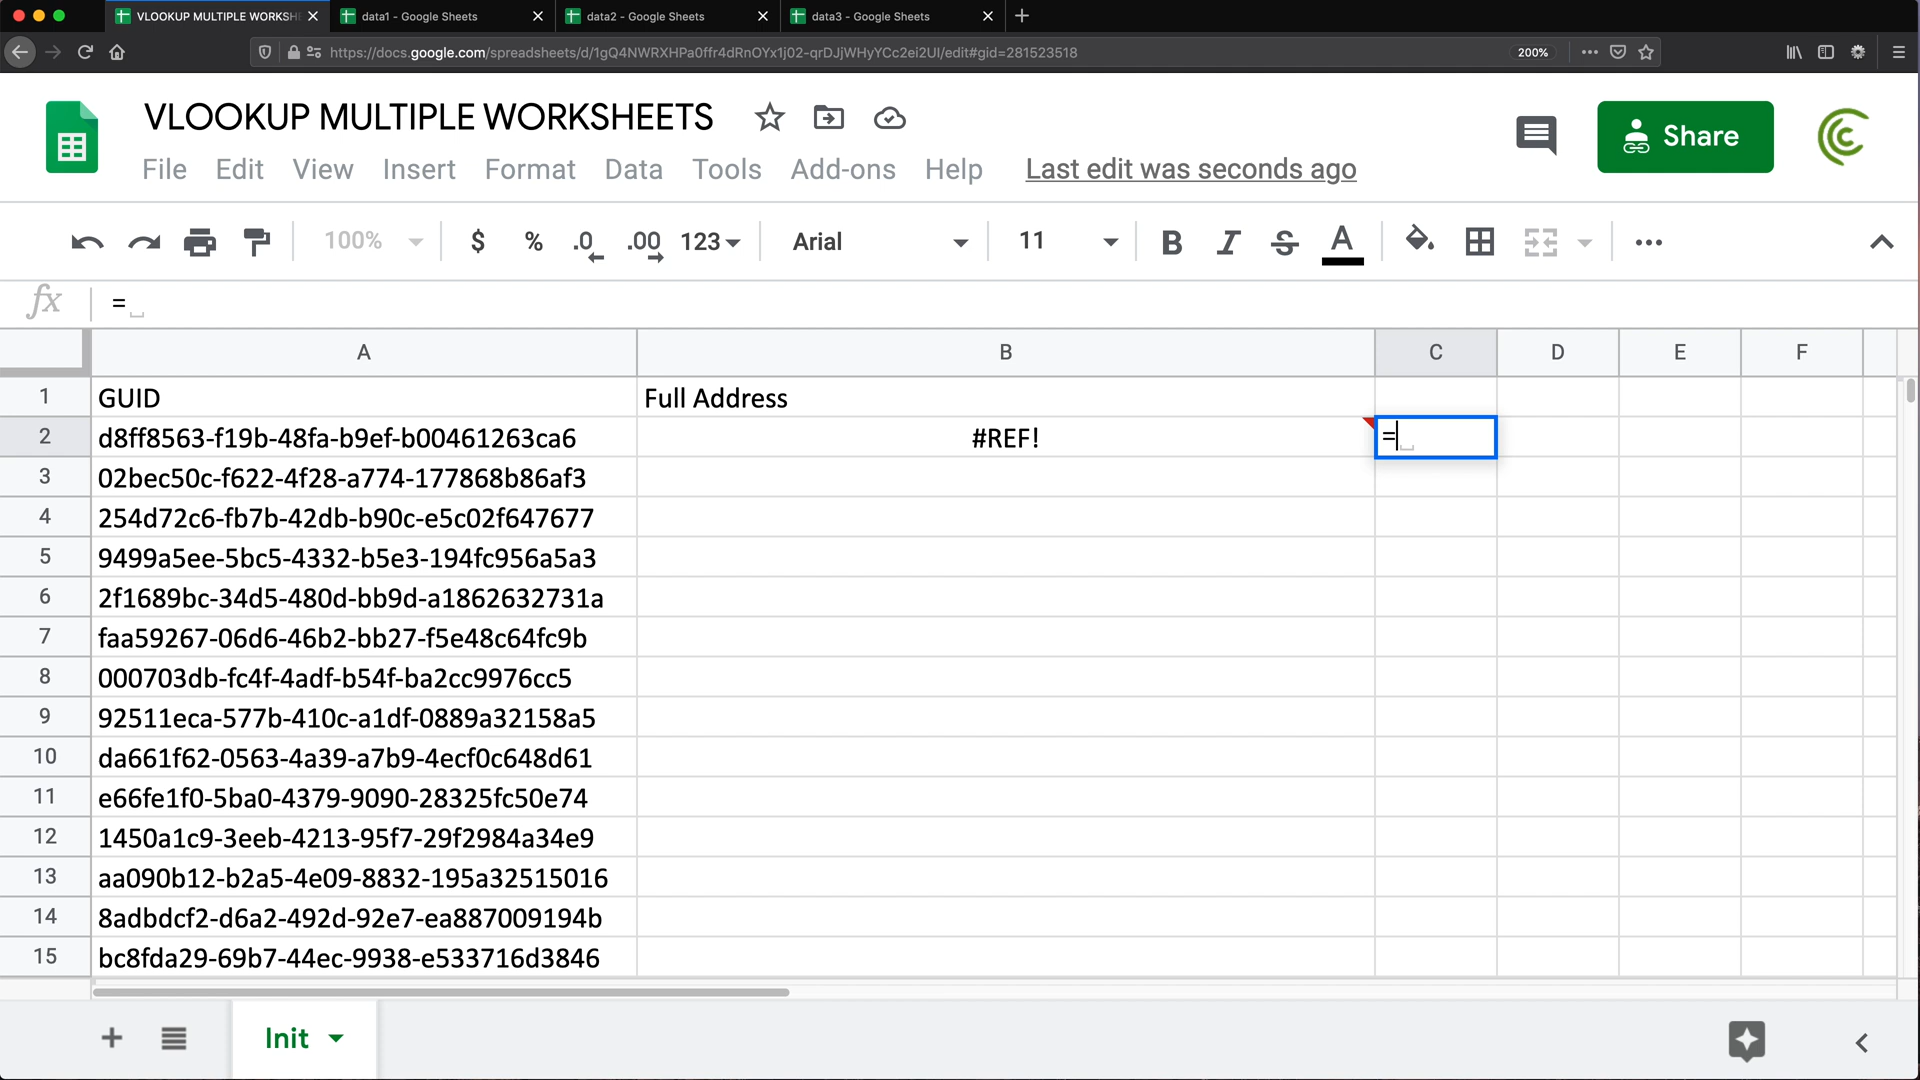 VLOOKUP MULTIPLE WORKSHE
data1 - Google Sheets
data2 - Google Sheets
data3 - Google Sheets
https://docs.google.com/spreadsheets/d/1gQ4NWRXHPa0ffr4dRnOYx1j02-qrDJjWHyYCc2ei2UI/edit#gid=281523518
200%
VLOOKUP MULTIPLE WORKSHEETS
Share
File Edit View Insert Format Data Tools Add-ons Help Last edit was seconds ago
100% $ % .0 .00 123 Arial 11 B I S A
fx =
A B C D E F
1 GUID Full Address
2 d8ff8563-f19b-48fa-b9ef-b00461263ca6 #REF! =
3 02bec50c-f622-4f28-a774-177868b86af3
4 254d72c6-fb7b-42db-b90c-e5c02f647677
5 9499a5ee-5bc5-4332-b5e3-194fc956a5a3
6 2f1689bc-34d5-480d-bb9d-a1862632731a
7 faa59267-06d6-46b2-bb27-f5e48c64fc9b
8 000703db-fc4f-4adf-b54f-ba2cc9976cc5
9 92511eca-577b-410c-a1df-0889a32158a5
10 da661f62-0563-4a39-a7b9-4ecf0c648d61
11 e66fe1f0-5ba0-4379-9090-28325fc50e74
12 1450a1c9-3eeb-4213-95f7-29f2984a34e9
13 aa090b12-b2a5-4e09-8832-195a32515016
14 8adbdcf2-d6a2-492d-92e7-ea887009194b
15 bc8fda29-69b7-44ec-9938-e533716d3846
Init